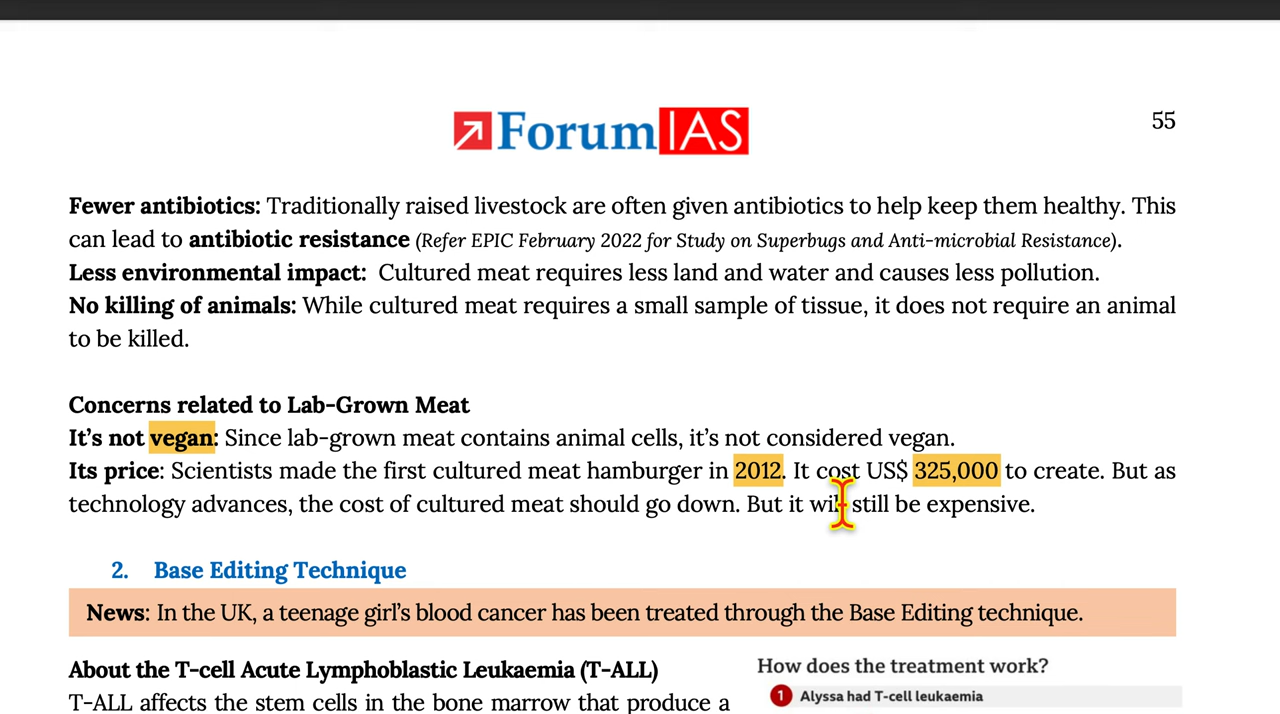 ForumIAS
55
Fewer antibiotics: Traditionally raised livestock are often given antibiotics to help keep them healthy. This
can lead to antibiotic resistance (Refer EPIC February 2022 for Study on Superbugs and Anti-microbial Resistance).
Less environmental impact: Cultured meat requires less land and water and causes less pollution.
No killing of animals: While cultured meat requires a small sample of tissue, it does not require an animal
to be killed.
Concerns related to Lab-Grown Meat
It's not vegan: Since lab-grown meat contains animal cells, it's not considered vegan.
Its price: Scientists made the first cultured meat hamburger in 2012. It cost US$ 325,000 to create. But as
technology advances, the cost of cultured meat should go down. But it will still be expensive.
2. Base Editing Technique
News: In the UK, a teenage girl's blood cancer has been treated through the Base Editing technique.
About the T-cell Acute Lymphoblastic Leukaemia (T-ALL)
T-ALL affects the stem cells in the bone marrow that produce a
How does the treatment work?
1 Alyssa had T-cell leukaemia